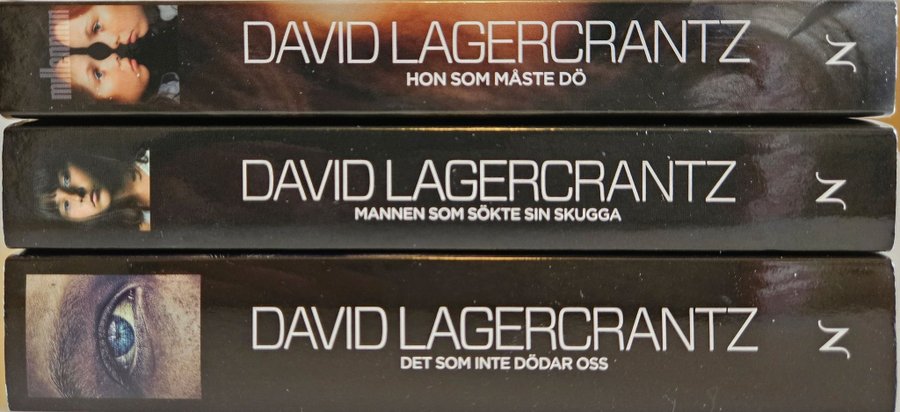 millennium
DAVID LAGERCRANTZ
HON SOM MÅSTE DÖ
N
DAVID LAGERCRANTZ
MANNEN SOM SÖKTE SIN SKUGGA
N
DAVID LAGERCRANTZ
DET SOM INTE DÖDAR OSS
N